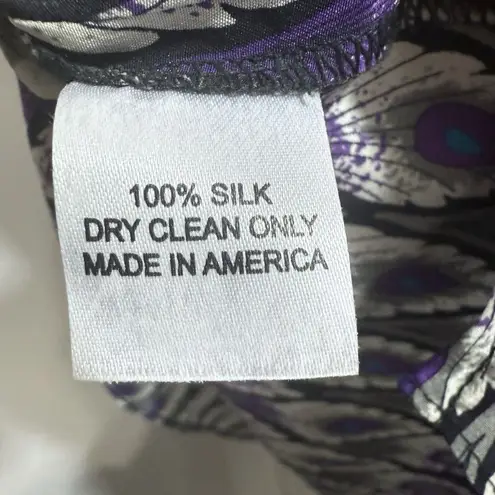 100% SILK
DRY CLEAN ONLY
MADE IN AMERICA